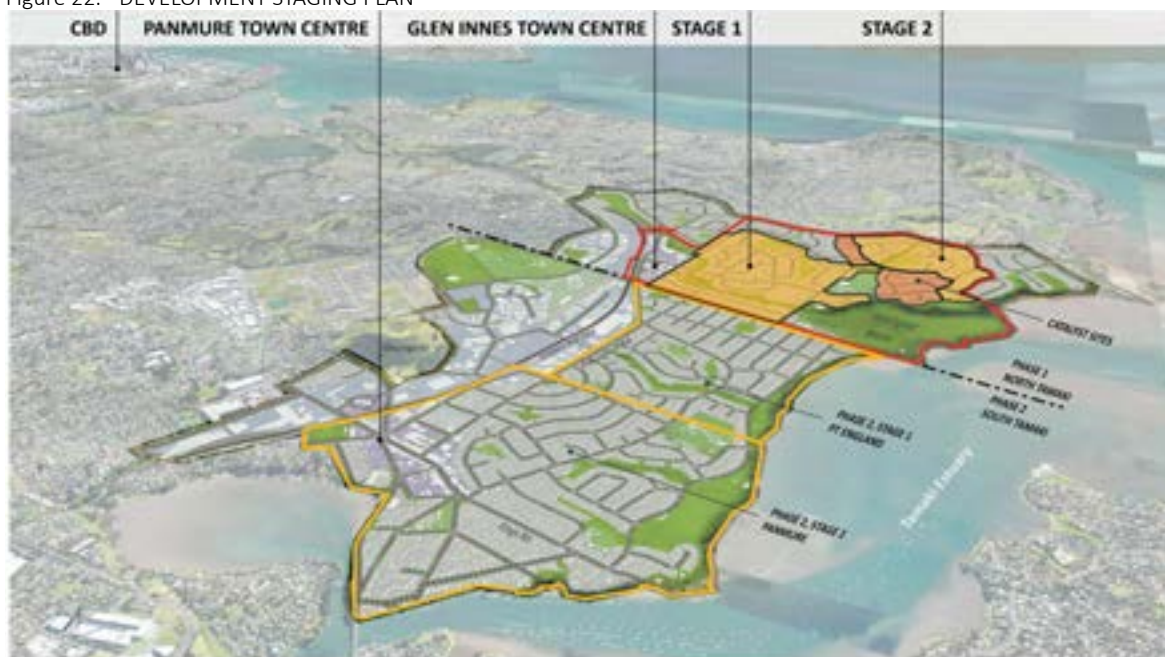 Figure 22: DEVELOPMENT STAGING PLAN
CBD
PANMURE TOWN CENTRE
GLEN INNES TOWN CENTRE
STAGE 1
STAGE 2
CATALYST SITES
PHASE 1
NORTH TAMAKI
PHASE 2
SOUTH TAMAKI
PHASE 2, STAGE 1
PT ENGLAND
PHASE 2, STAGE 2
PANMURE
Tamaki Estuary